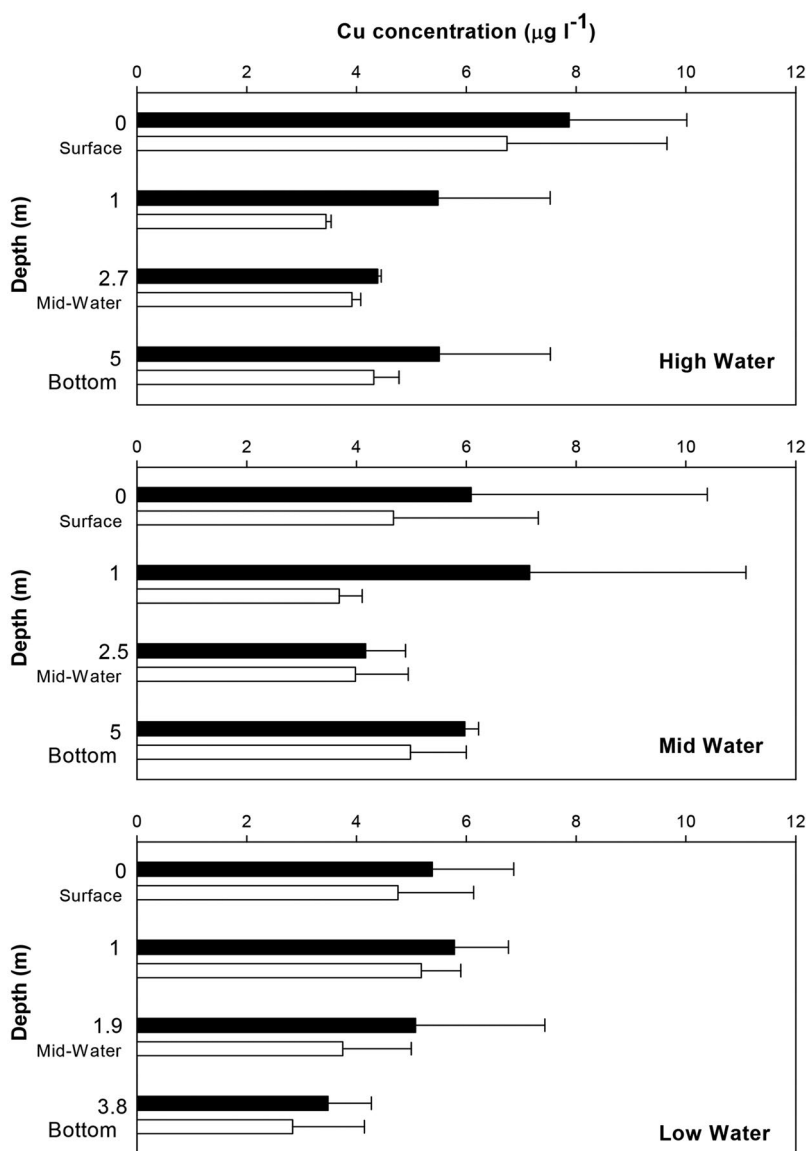 Cu concentration (μg l-1)
0 2 4 6 8 10 12
Depth (m)
0
Surface
1
2.7
Mid-Water
5
Bottom
High Water
0 2 4 6 8 10 12
Depth (m)
0
Surface
1
2.5
Mid-Water
5
Bottom
Mid Water
0 2 4 6 8 10 12
Depth (m)
0
Surface
1
1.9
Mid-Water
3.8
Bottom
Low Water